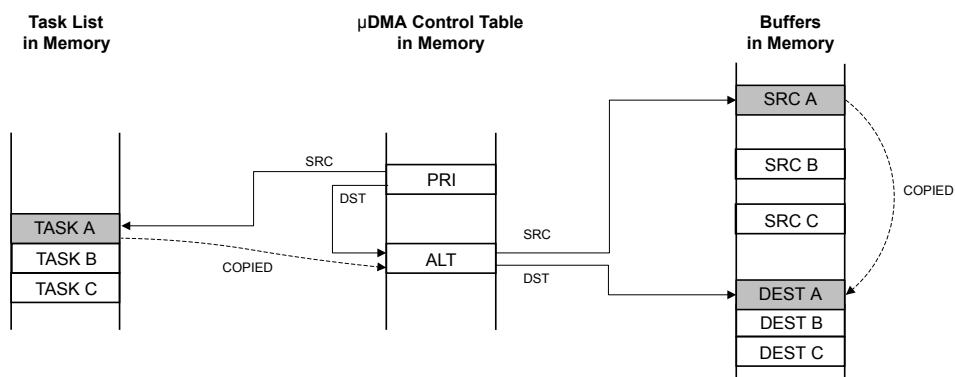 Task List
in Memory
µDMA Control Table
in Memory
Buffers
in Memory
SRC A
SRC
PRI
SRC B
DST
COPIED
SRC C
TASK A
SRC
TASK B
COPIED
ALT
DST
TASK C
DEST A
DEST B
DEST C